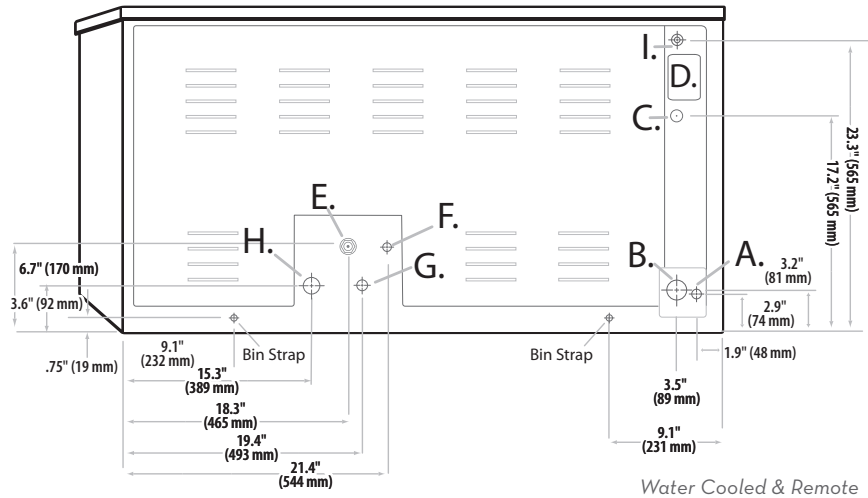 I.
D.
C.
23.3" (565 mm)
17.2" (565 mm)
E.
F.
H.
G.
B.
A.
6.7" (170 mm)
3.6" (92 mm)
.75" (19 mm)
3.2"
(81 mm)
2.9"
(74 mm)
1.9" (48 mm)
Bin Strap
Bin Strap
9.1"
(232 mm)
15.3"
(389 mm)
18.3"
(465 mm)
19.4"
(493 mm)
21.4"
(544 mm)
3.5"
(89 mm)
9.1"
(231 mm)
Water Cooled & Remote